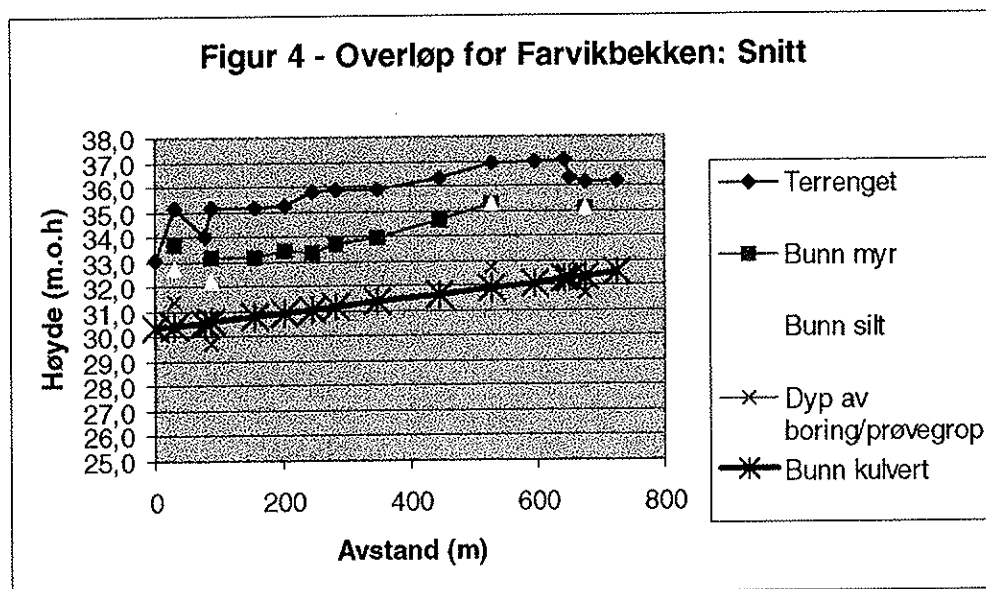 Figur 4 - Overløp for Farvikbekken: Snitt
Høyde (m.o.h)
38,0
37,0
36,0
35,0
34,0
33,0
32,0
31,0
30,0
29,0
28,0
27,0
26,0
25,0
0
200
400
600
800
Avstand (m)
Terrenget
Bunn myr
Bunn silt
Dyp av
boring/prøvegrop
Bunn kulvert